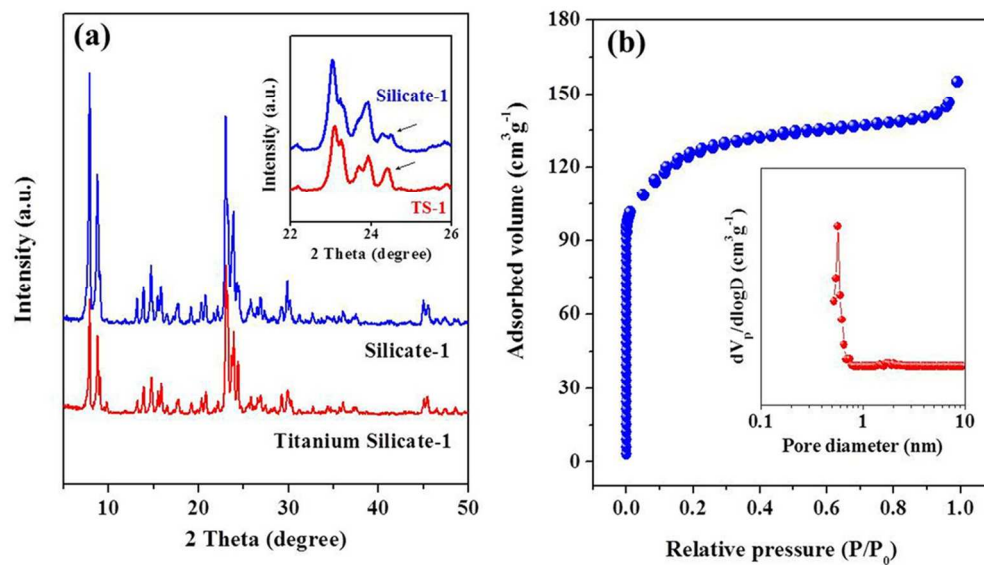 (a)
Intensity (a.u.)
Silicate-1
Titanium Silicate-1
10
20
30
40
50
2 Theta (degree)
Intensity (a.u.)
Silicate-1
TS-1
22
24
26
2 Theta (degree)
(b)
Adsorbed volume (cm³g⁻¹)
180
150
120
90
60
30
0
0.0
0.2
0.4
0.6
0.8
1.0
Relative pressure (P/P₀)
dVₚ/dlogD (cm³g⁻¹)
0.1
1
10
Pore diameter (nm)